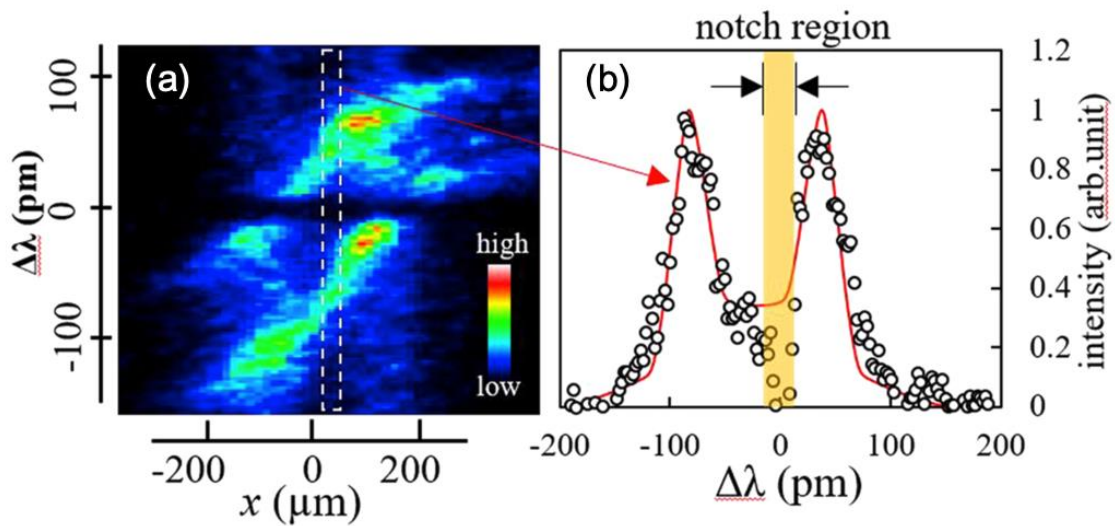 notch region
(a)
(b)
100
0
-100
Δλ (pm)
high
low
-200 0 200
x (µm)
1.2
1
0.8
0.6
0.4
0.2
0
intensity (arb.unit)
-200 -100 0 100 200
Δλ (pm)